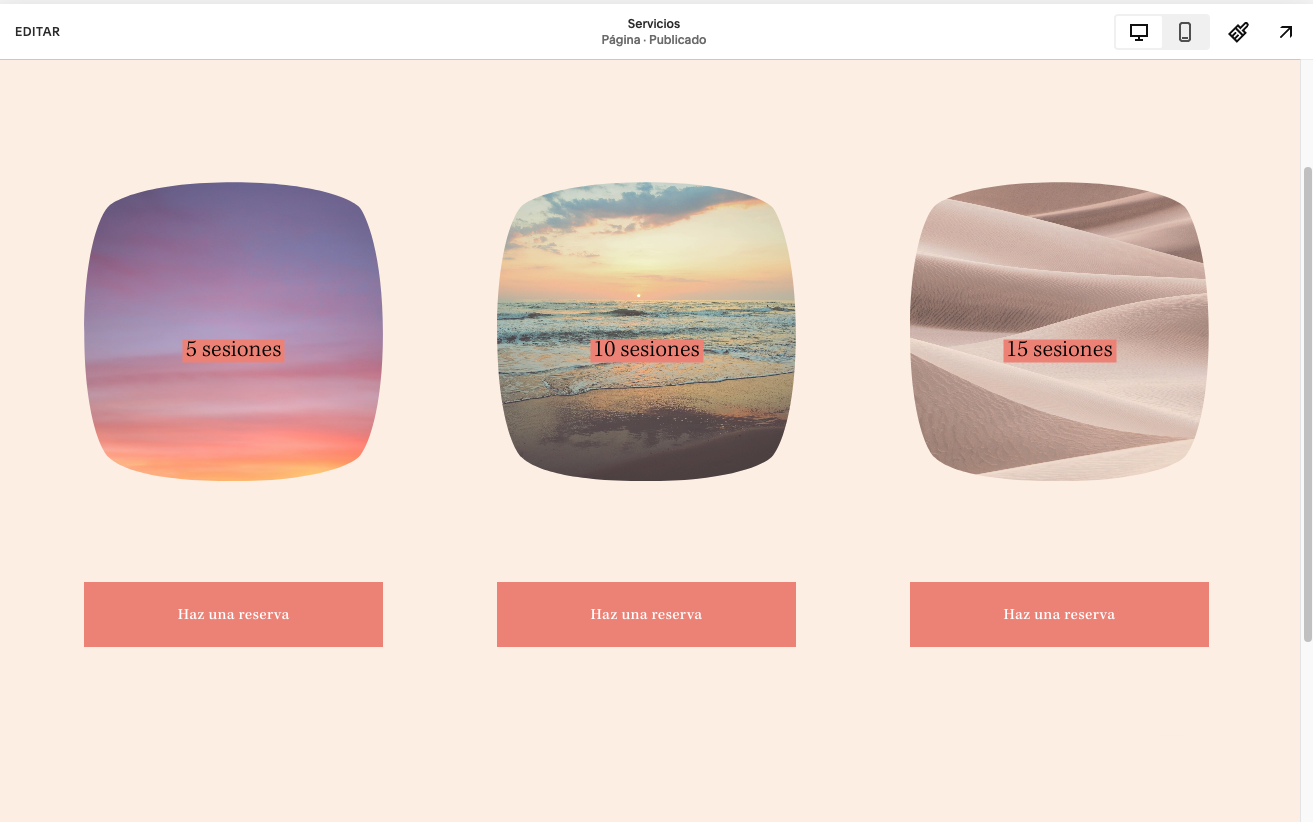 EDITAR
Servicios
Página · Publicado
5 sesiones
10 sesiones
15 sesiones
Haz una reserva
Haz una reserva
Haz una reserva